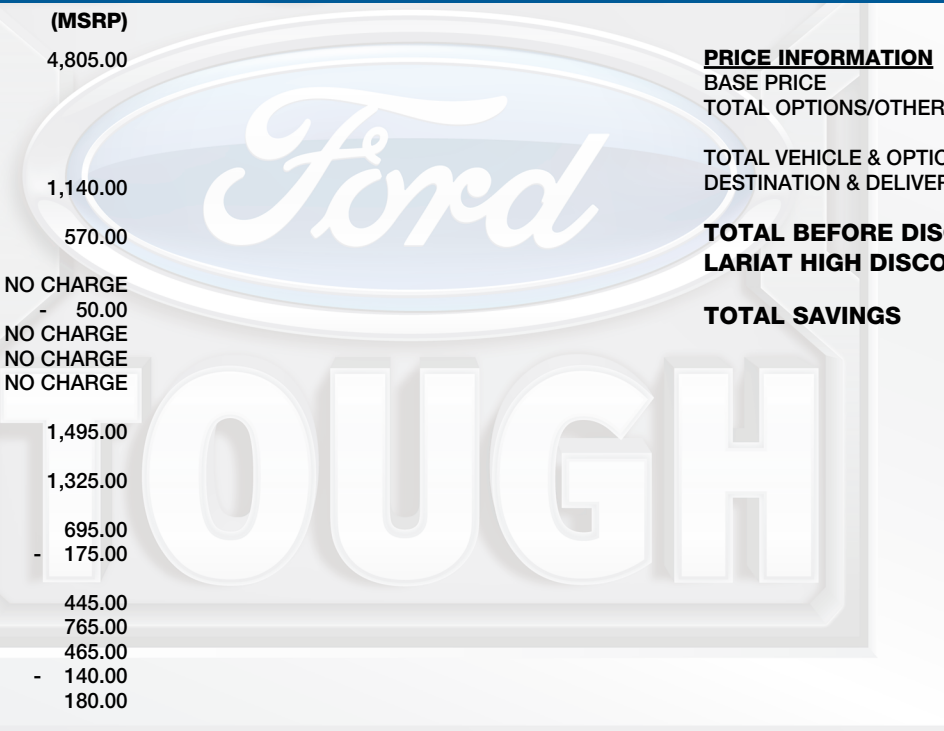 (MSRP)
4,805.00
1,140.00
570.00
NO CHARGE
- 50.00
NO CHARGE
NO CHARGE
NO CHARGE
1,495.00
1,325.00
695.00
- 175.00
445.00
765.00
465.00
- 140.00
180.00
PRICE INFORMATION
BASE PRICE
TOTAL OPTIONS/OTHER
TOTAL VEHICLE & OPTIO
DESTINATION & DELIVER
TOTAL BEFORE DISC
LARIAT HIGH DISCO
TOTAL SAVINGS
Ford
TOUGH